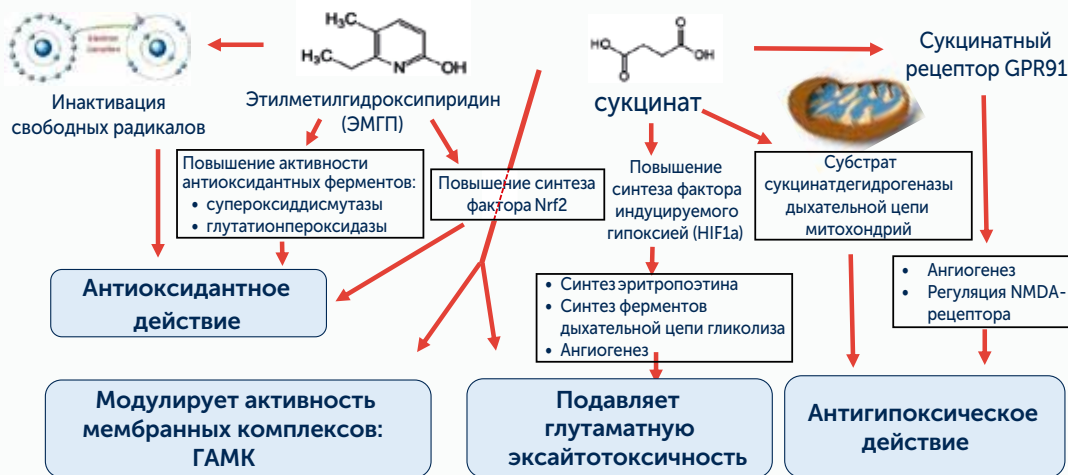 H₃C
H₃C
N
OH
HO
O
O
OH
Сукцинатный
рецептор GPR91
Инактивация
свободных радикалов
Этилметилгидроксипиридин
(ЭМГП)
сукцинат
Повышение активности
антиоксидантных ферментов:
• супероксиддисмутазы
• глутатионпероксидазы
Повышение синтеза
фактора Nrf2
Повышение
синтеза фактора
индуцируемого
гипоксией (HIF1a)
Субстрат
сукцинатдегидрогеназы
дыхательной цепи
митохондрий
Антиоксидантное
действие
• Синтез эритропоэтина
• Синтез ферментов
дыхательной цепи гликолиза
• Ангиогенез
• Ангиогенез
• Регуляция NMDA-
рецептора
Модулирует активность
мембранных комплексов:
ГАМК
Подавляет
глутаматную
эксайтотоксичность
Антигипоксическое
действие